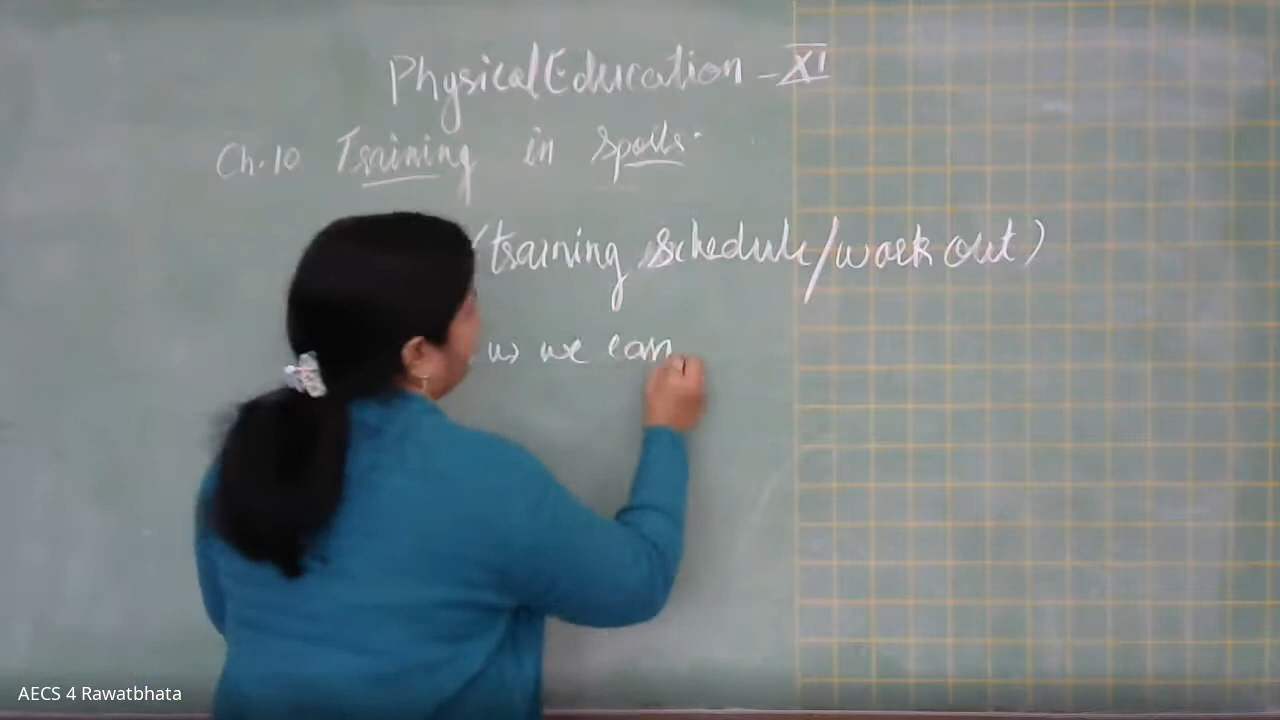 Physical Education - XI
Ch.10 Training in Sports.
(training schedule/work out)
we can
AECS 4 Rawatbhata